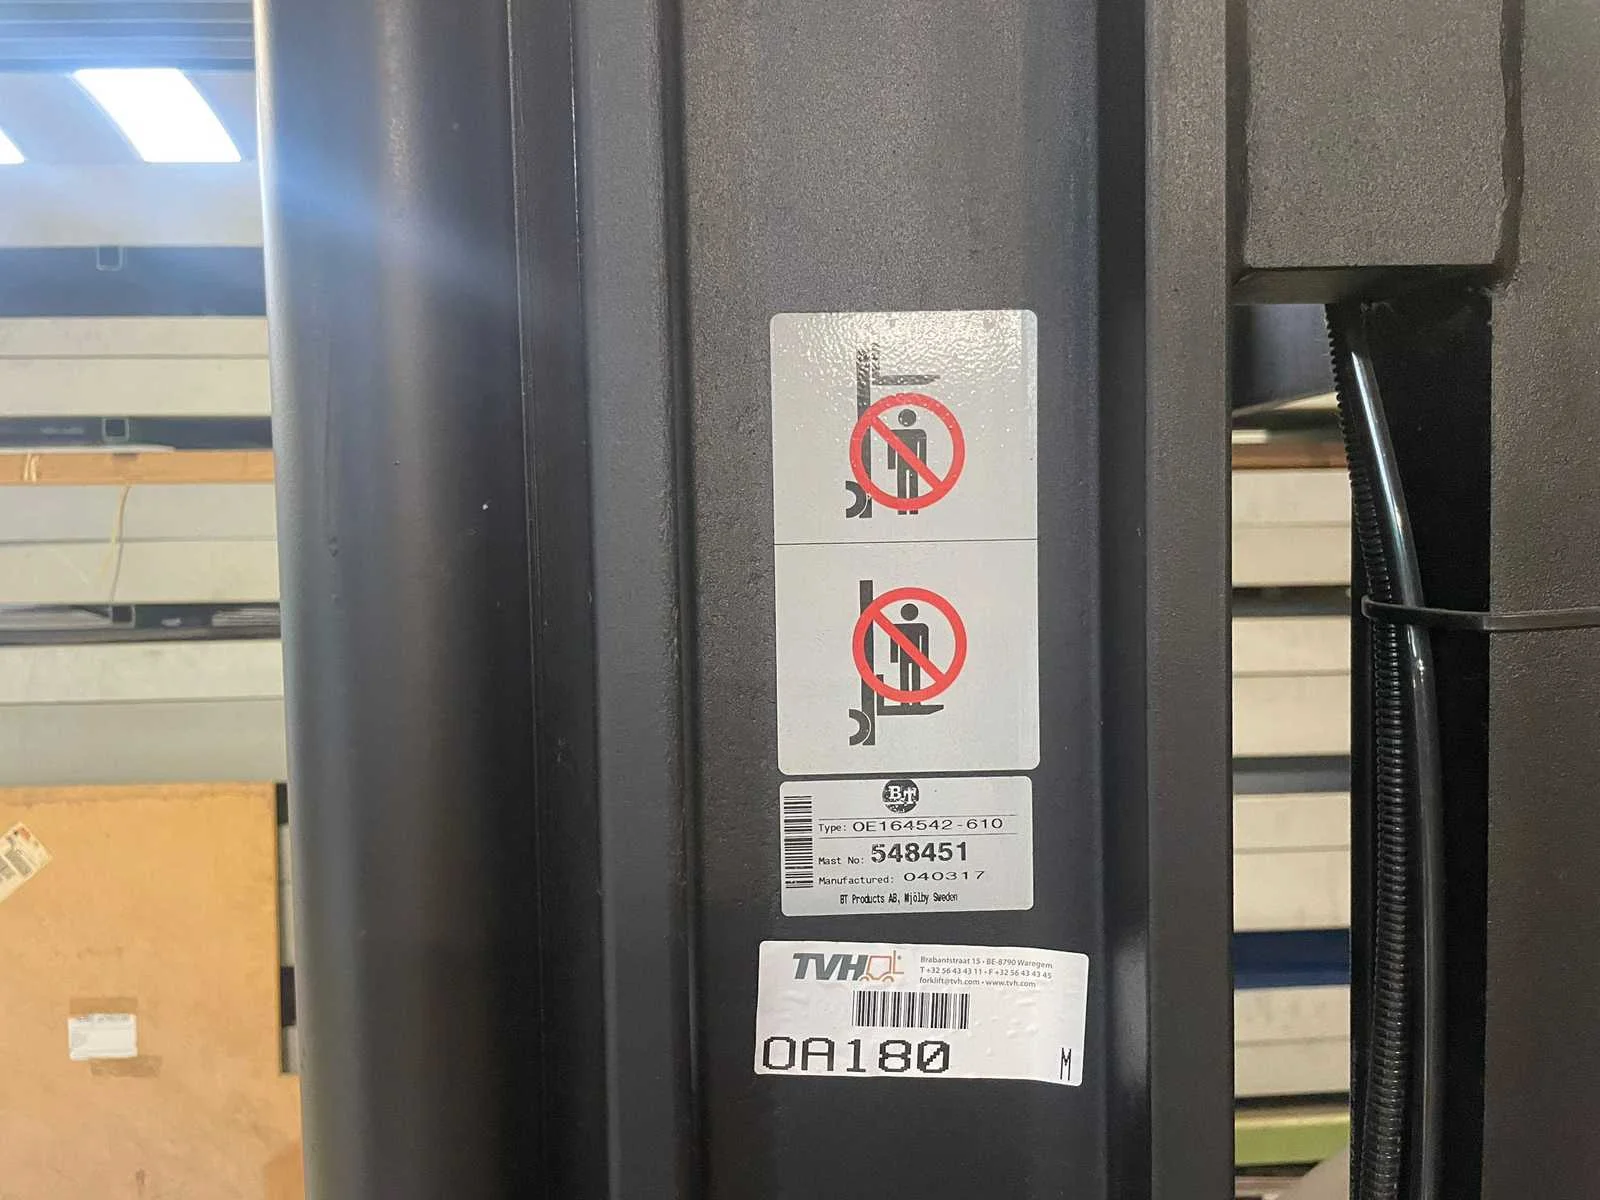 BT
Type: OE164542-610
Mast No: 548451
Manufactured: 040317
BT Products AB, Mjölby Sweden
TVH
Brabantstraat 15 • BE-8790 Waregem
T +32 56 43 43 11 • F +32 56 43 43 45
forklift@tvh.com • www.tvh.com
OA180
M